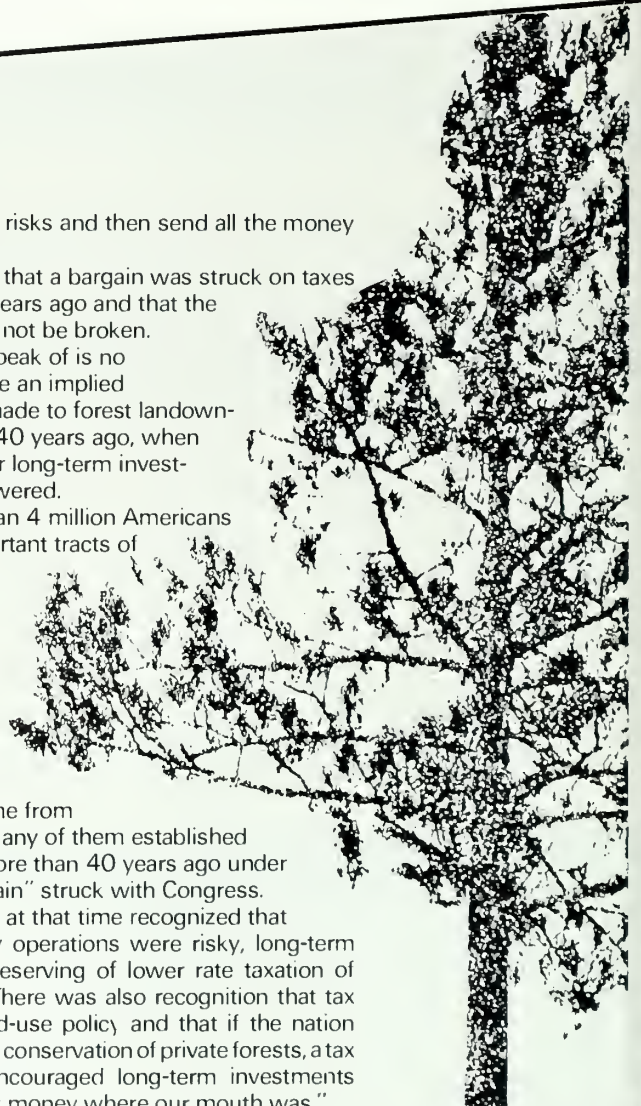 risks and then send all the money
that a bargain was struck on taxes
ears ago and that the
not be broken.
peak of is no
e an implied
nade to forest landown-
40 years ago, when
r long-term invest-
wered.
an 4 million Americans
rtant tracts of
ne from
any of them established
ore than 40 years ago under
ain" struck with Congress.
at that time recognized that
operations were risky, long-term
eserving of lower rate taxation of
here was also recognition that tax
d-use policy and that if the nation
conservation of private forests, a tax
ncouraged long-term investments
money where our mouth was."